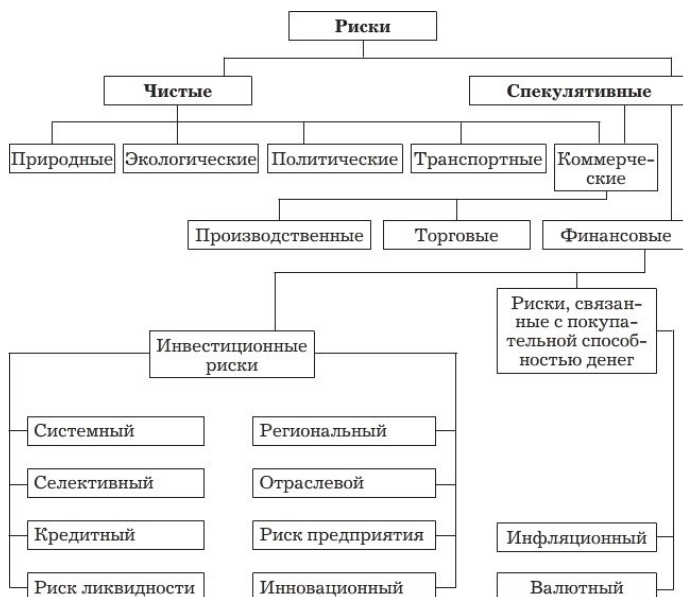 Риски
Чистые
Спекулятивные
Природные
Экологические
Политические
Транспортные
Коммерче-
ские
Производственные
Торговые
Финансовые
Инвестиционные
риски
Риски, связан-
ные с покупа-
тельной способ-
ностью денег
Системный
Региональный
Селективный
Отраслевой
Кредитный
Риск предприятия
Инфляционный
Риск ликвидности
Инновационный
Валютный